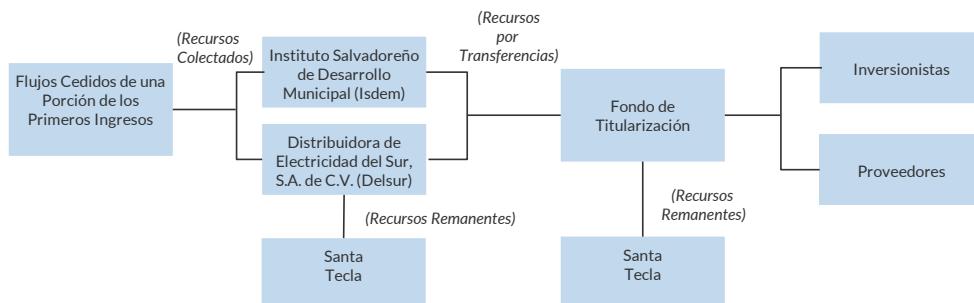 (Recursos
Colectados)
(Recursos
por
Transferencias)
Flujos Cedidos de una
Porción de los
Primeros Ingresos
Instituto Salvadoreño
de Desarrollo
Municipal (Isdem)
Distribuidora de
Electricidad del Sur,
S.A. de C.V. (Delsur)
Fondo de
Titularización
Inversionistas
Proveedores
(Recursos Remanentes)
(Recursos
Remanentes)
Santa
Tecla
Santa
Tecla